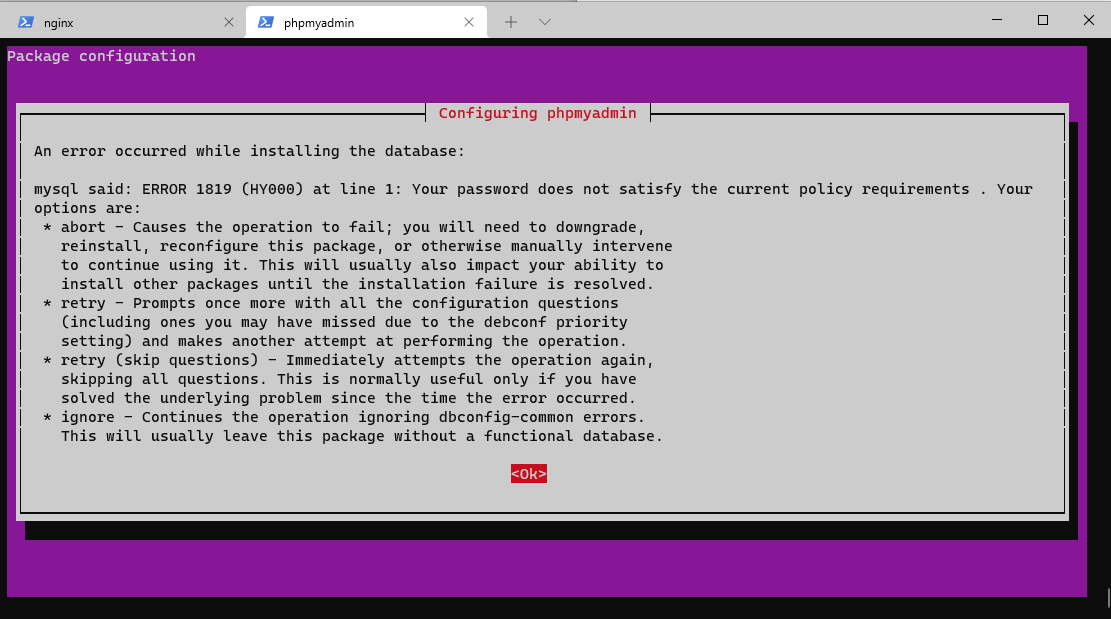 nginx
phpmyadmin
Package configuration
Configuring phpmyadmin
An error occurred while installing the database:
mysql said: ERROR 1819 (HY000) at line 1: Your password does not satisfy the current policy requirements . Your
options are:
* abort - Causes the operation to fail; you will need to downgrade,
reinstall, reconfigure this package, or otherwise manually intervene
to continue using it. This will usually also impact your ability to
install other packages until the installation failure is resolved.
* retry - Prompts once more with all the configuration questions
(including ones you may have missed due to the debconf priority
setting) and makes another attempt at performing the operation.
* retry (skip questions) - Immediately attempts the operation again,
skipping all questions. This is normally useful only if you have
solved the underlying problem since the time the error occurred.
* ignore - Continues the operation ignoring dbconfig-common errors.
This will usually leave this package without a functional database.
<Ok>